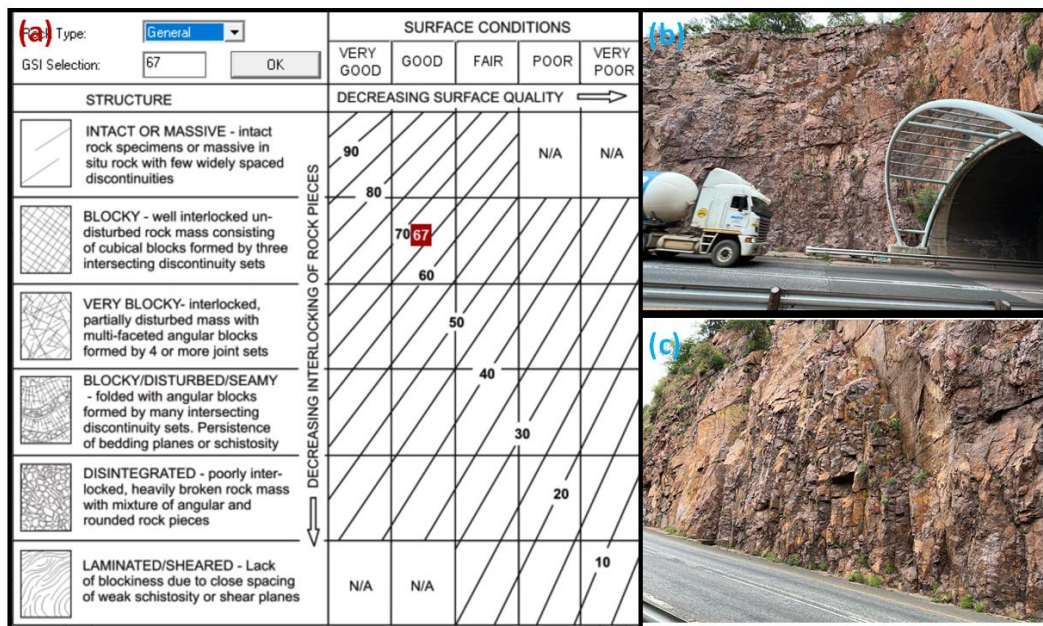 (a)
Rock Type:
General
GSI Selection:
67
OK
SURFACE CONDITIONS
VERY
GOOD
GOOD
FAIR
POOR
VERY
POOR
STRUCTURE
DECREASING SURFACE QUALITY
INTACT OR MASSIVE - intact
rock specimens or massive in
situ rock with few widely spaced
discontinuities
BLOCKY - well interlocked un-
disturbed rock mass consisting
of cubical blocks formed by three
intersecting discontinuity sets
VERY BLOCKY- interlocked,
partially disturbed mass with
multi-faceted angular blocks
formed by 4 or more joint sets
BLOCKY/DISTURBED/SEAMY
- folded with angular blocks
formed by many intersecting
discontinuity sets. Persistence
of bedding planes or schistosity
DISINTEGRATED - poorly inter-
locked, heavily broken rock mass
with mixture of angular and
rounded rock pieces
LAMINATED/SHEARED - Lack
of blockiness due to close spacing
of weak schistosity or shear planes
DECREASING INTERLOCKING OF ROCK PIECES
90
N/A
N/A
80
70
67
60
50
40
30
20
10
N/A
N/A
(b)
(c)